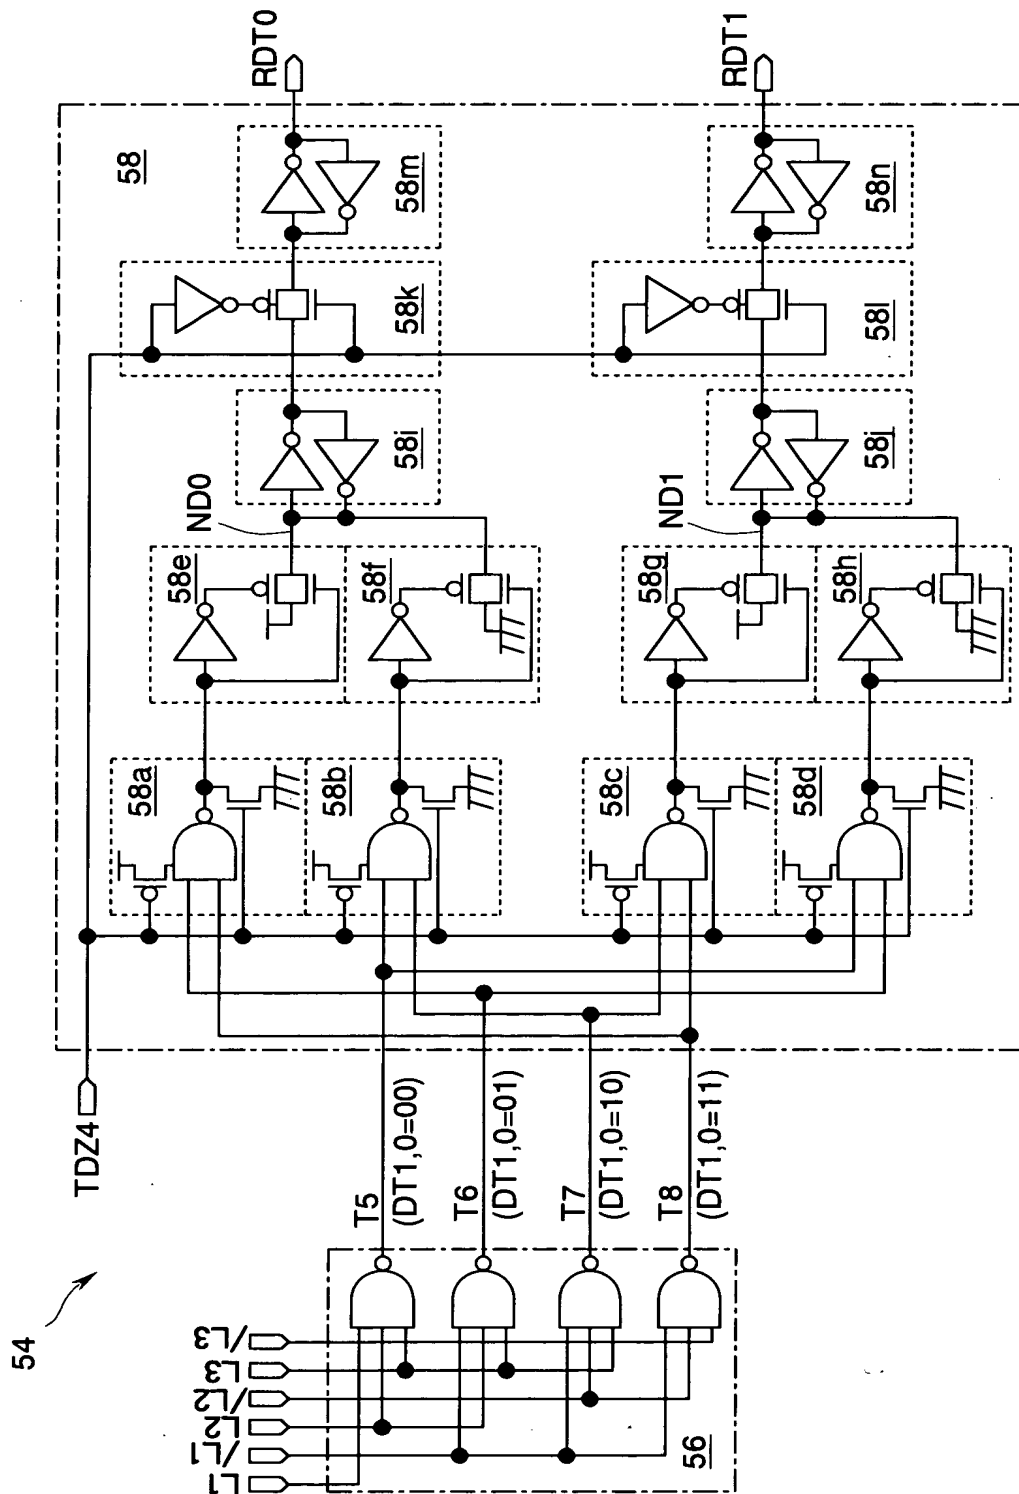 54
TDZ4
58
RDT0
RDT1
58a
58b
58c
58d
58e
58f
58g
58h
ND0
ND1
58i
58j
58k
58l
58m
58n
T5
(DT1,0=00)
T6
(DT1,0=01)
T7
(DT1,0=10)
T8
(DT1,0=11)
L1
/L1
L2
/L2
L3
/L3
56